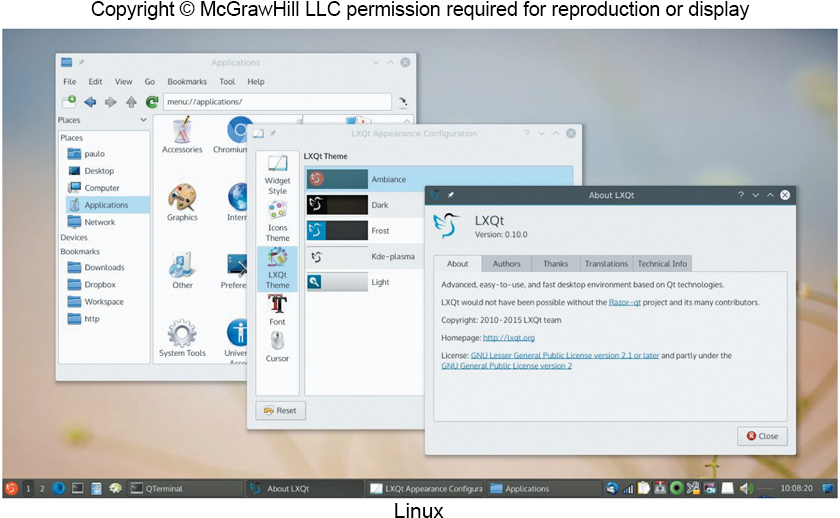 Copyright © McGrawHill LLC permission required for reproduction or display
Applications
File Edit View Go Bookmarks Tool Help
menu://applications/
Places
Places
paulo
Desktop
Computer
Applications
Network
Devices
Bookmarks
Downloads
Dropbox
Workspace
http
Accessories
Graphics
Other
System Tools
LXQt Appearance Configuration
Widget
Style
Icons
Theme
LXQt
Theme
Font
Cursor
LXQt Theme
Ambiance
Dark
Frost
Kde-plasma
Light
Reset
About LXQt
LXQt
Version: 0.10.0
About Authors Thanks Translations Technical Info
Advanced, easy-to-use, and fast desktop environment based on Qt technologies.
LXQt would not have been possible without the Razor-qt project and its many contributors.
Copyright: 2010-2015 LXQt team
Homepage: http://lxqt.org
License: GNU Lesser General Public License version 2.1 or later and partly under the
GNU General Public License version 2
Close
1 2 QTerminal About LXQt LXQt Appearance Configura Applications 10:08:20
Linux